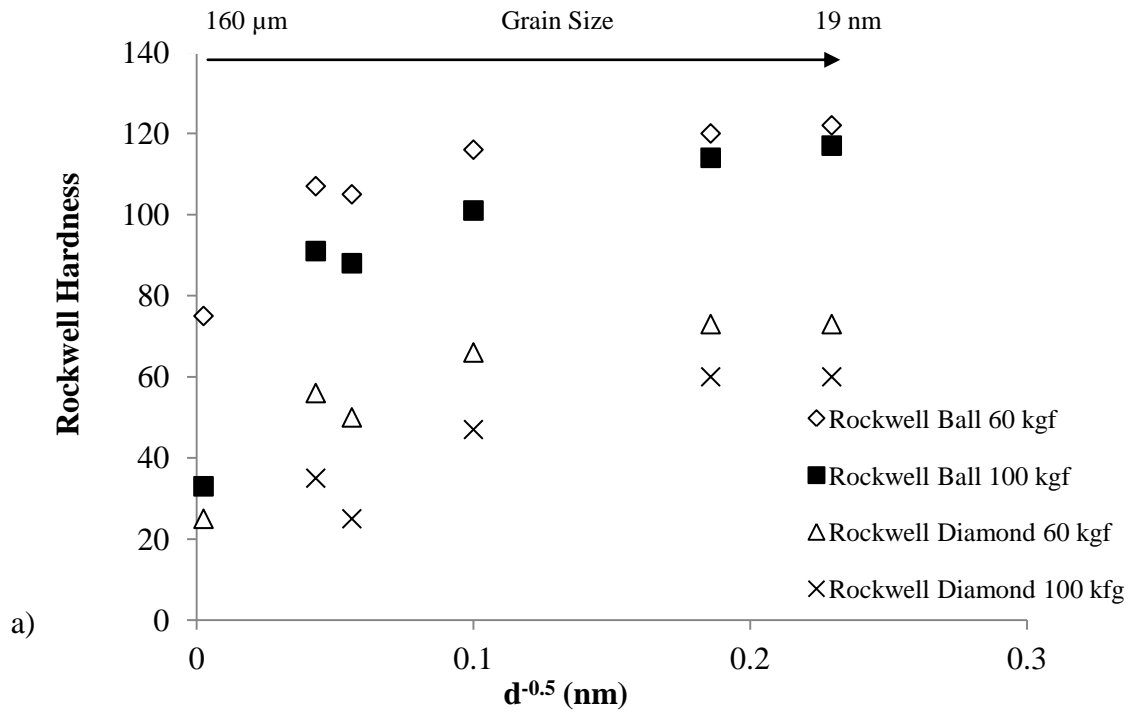 160 µm Grain Size 19 nm
140
120
100
80
60
40
20
0
Rockwell Hardness
Rockwell Ball 60 kgf
Rockwell Ball 100 kgf
Rockwell Diamond 60 kgf
Rockwell Diamond 100 kfg
a)
0 0.1 0.2 0.3
d-0.5 (nm)